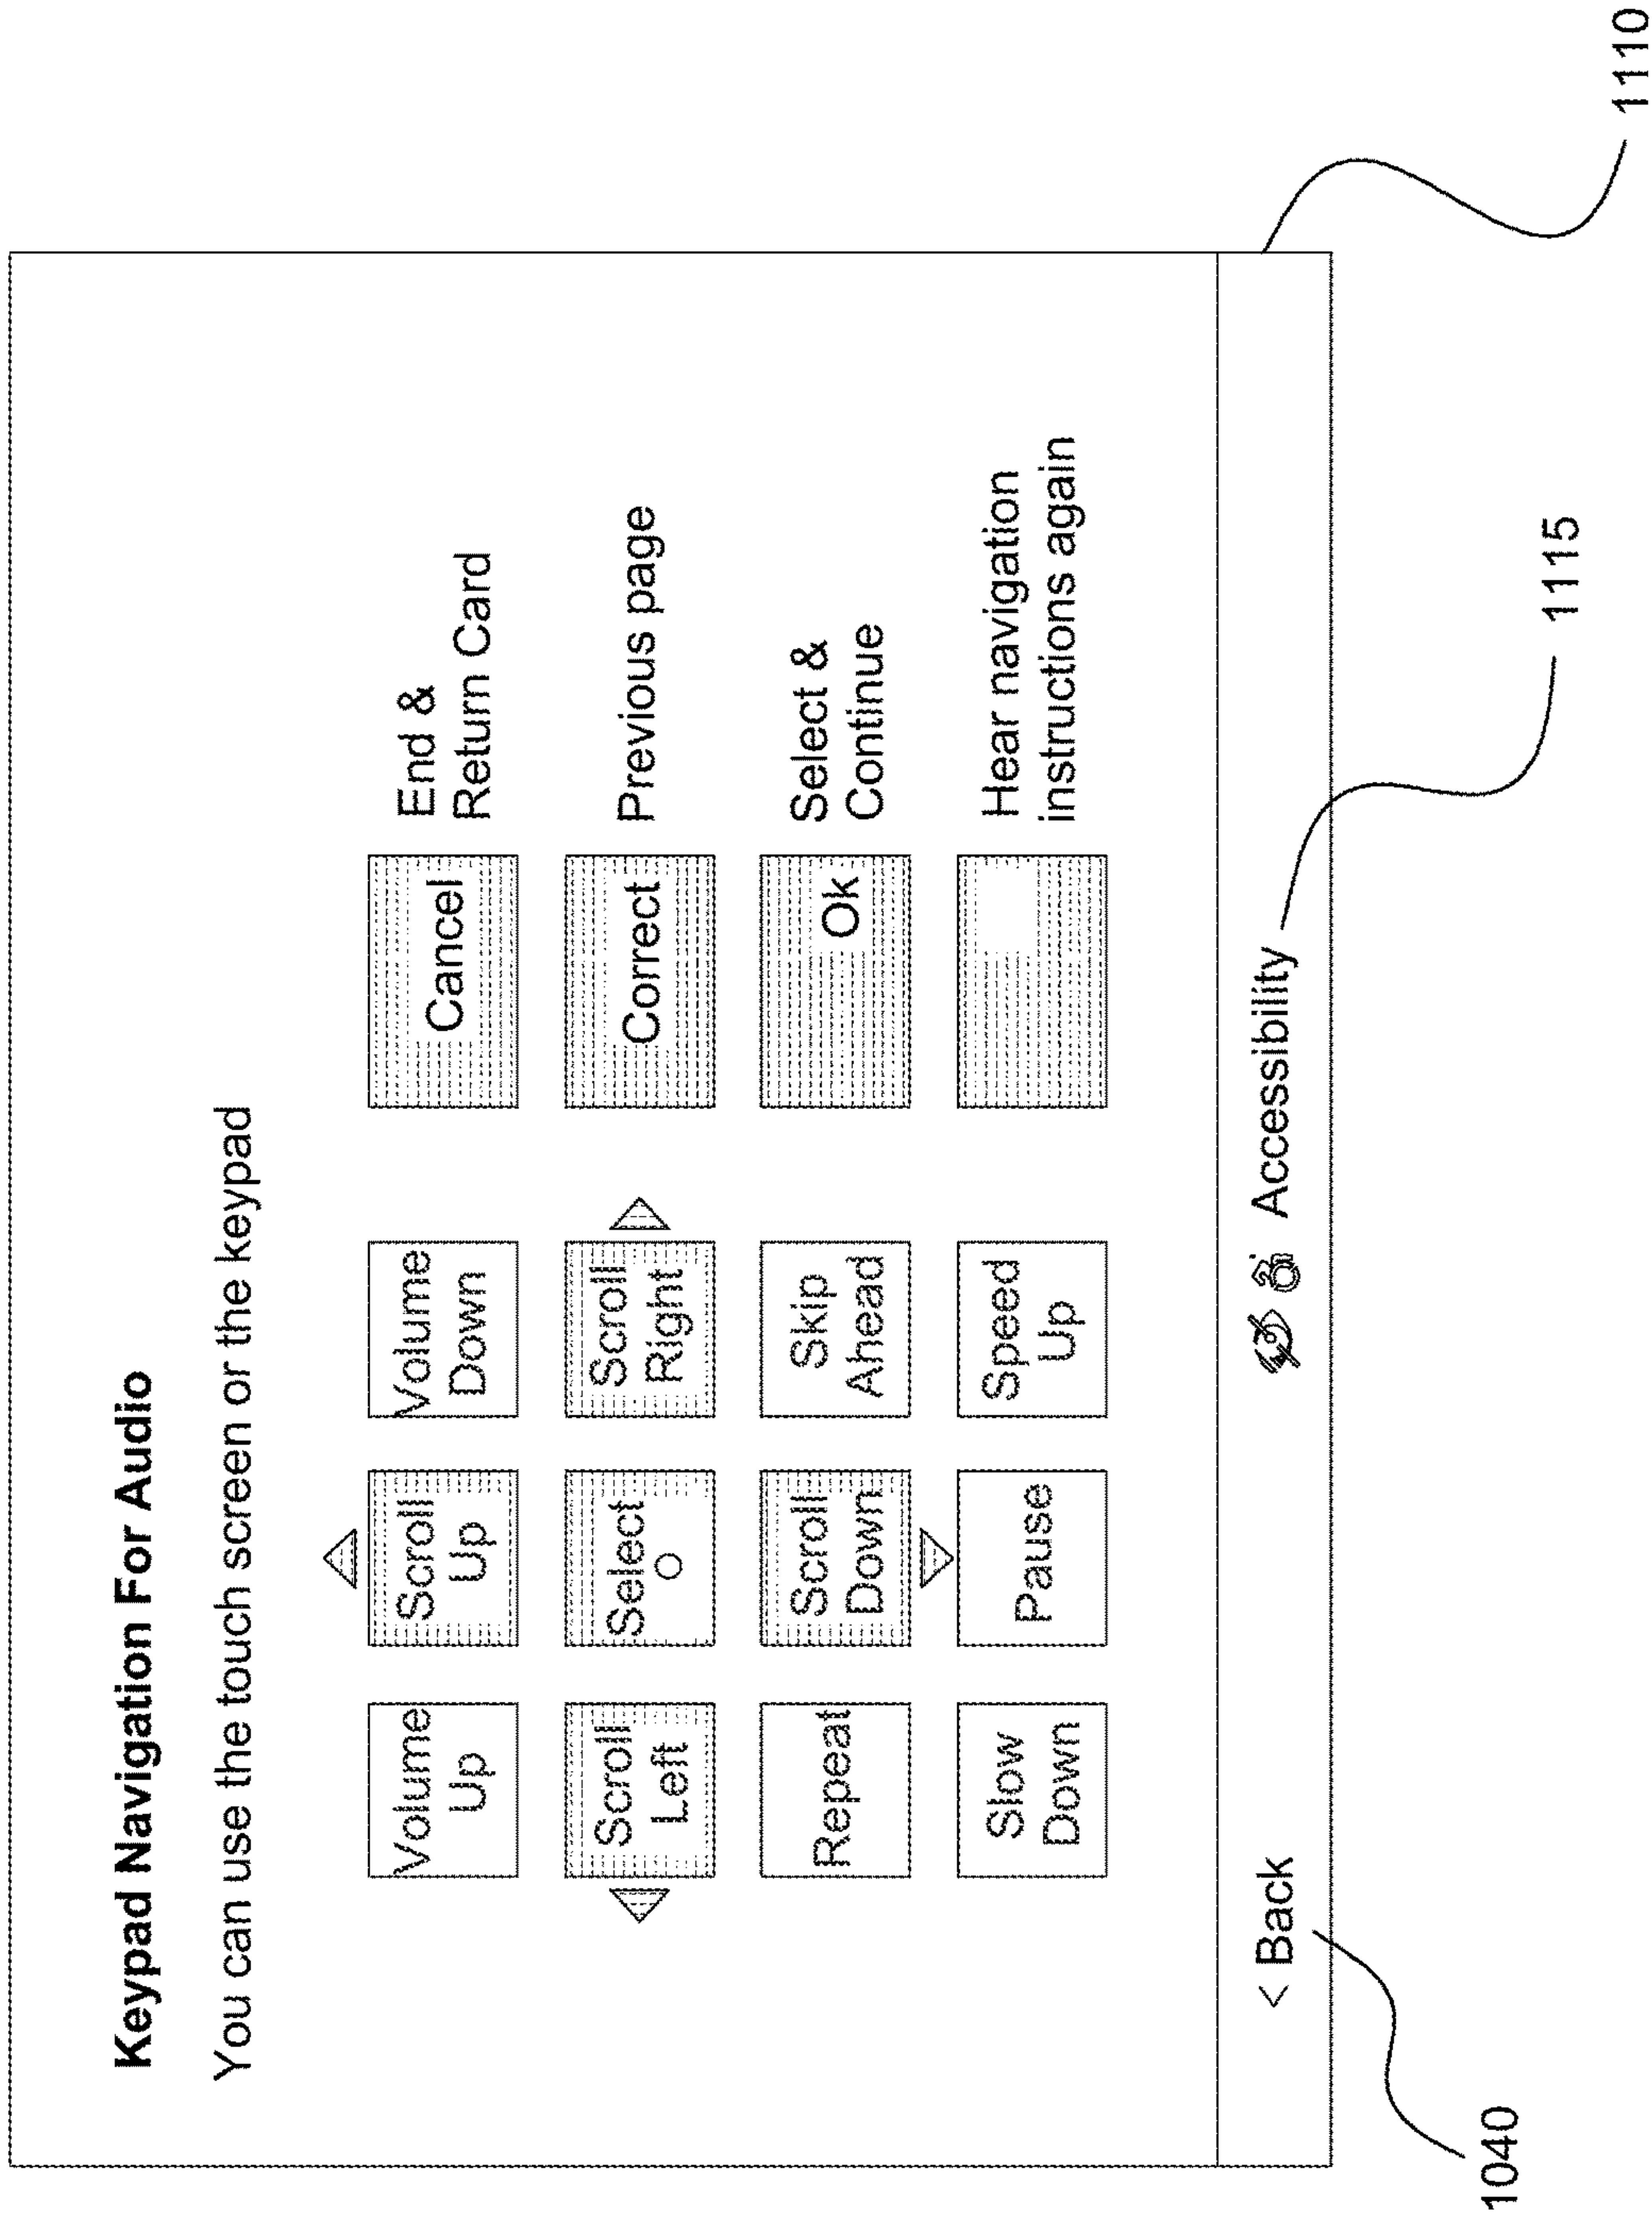 Keypad Navigation For Audio
You can use the touch screen or the keypad
Volume
Up
Scroll
Up
Volume
Down
Cancel
End &
Return Card
Scroll
Left
Select
Scroll
Right
Correct
Previous page
Repeat
Scroll
Down
Skip
Ahead
Ok
Select &
Continue
Slow
Down
Pause
Speed
Up
Hear navigation
instructions again
< Back
Accessibility
1040
1115
1110